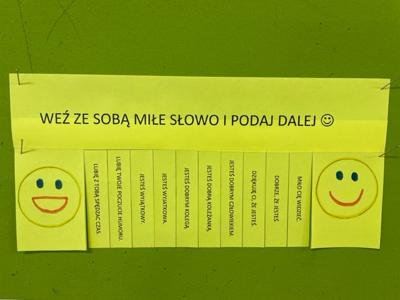 WEŹ ZE SOBĄ MIŁE SŁOWO I PODAJ DALEJ ☺
LUBIĘ Z TOBĄ SPĘDZAĆ CZAS.
LUBIĘ TWOJE POCZUCIE HUMORU.
JESTEŚ WYJĄTKOWY.
JESTEŚ WYJĄTKOWA.
JESTEŚ DOBRYM KOLEGĄ.
JESTEŚ DOBRĄ KOLEŻANKĄ.
JESTEŚ DOBRYM CZŁOWIEKIEM.
DZIĘKUJĘ CI, ŻE JESTEŚ.
DOBRZE, ŻE JESTEŚ.
MIŁO CIĘ WIDZIEĆ.